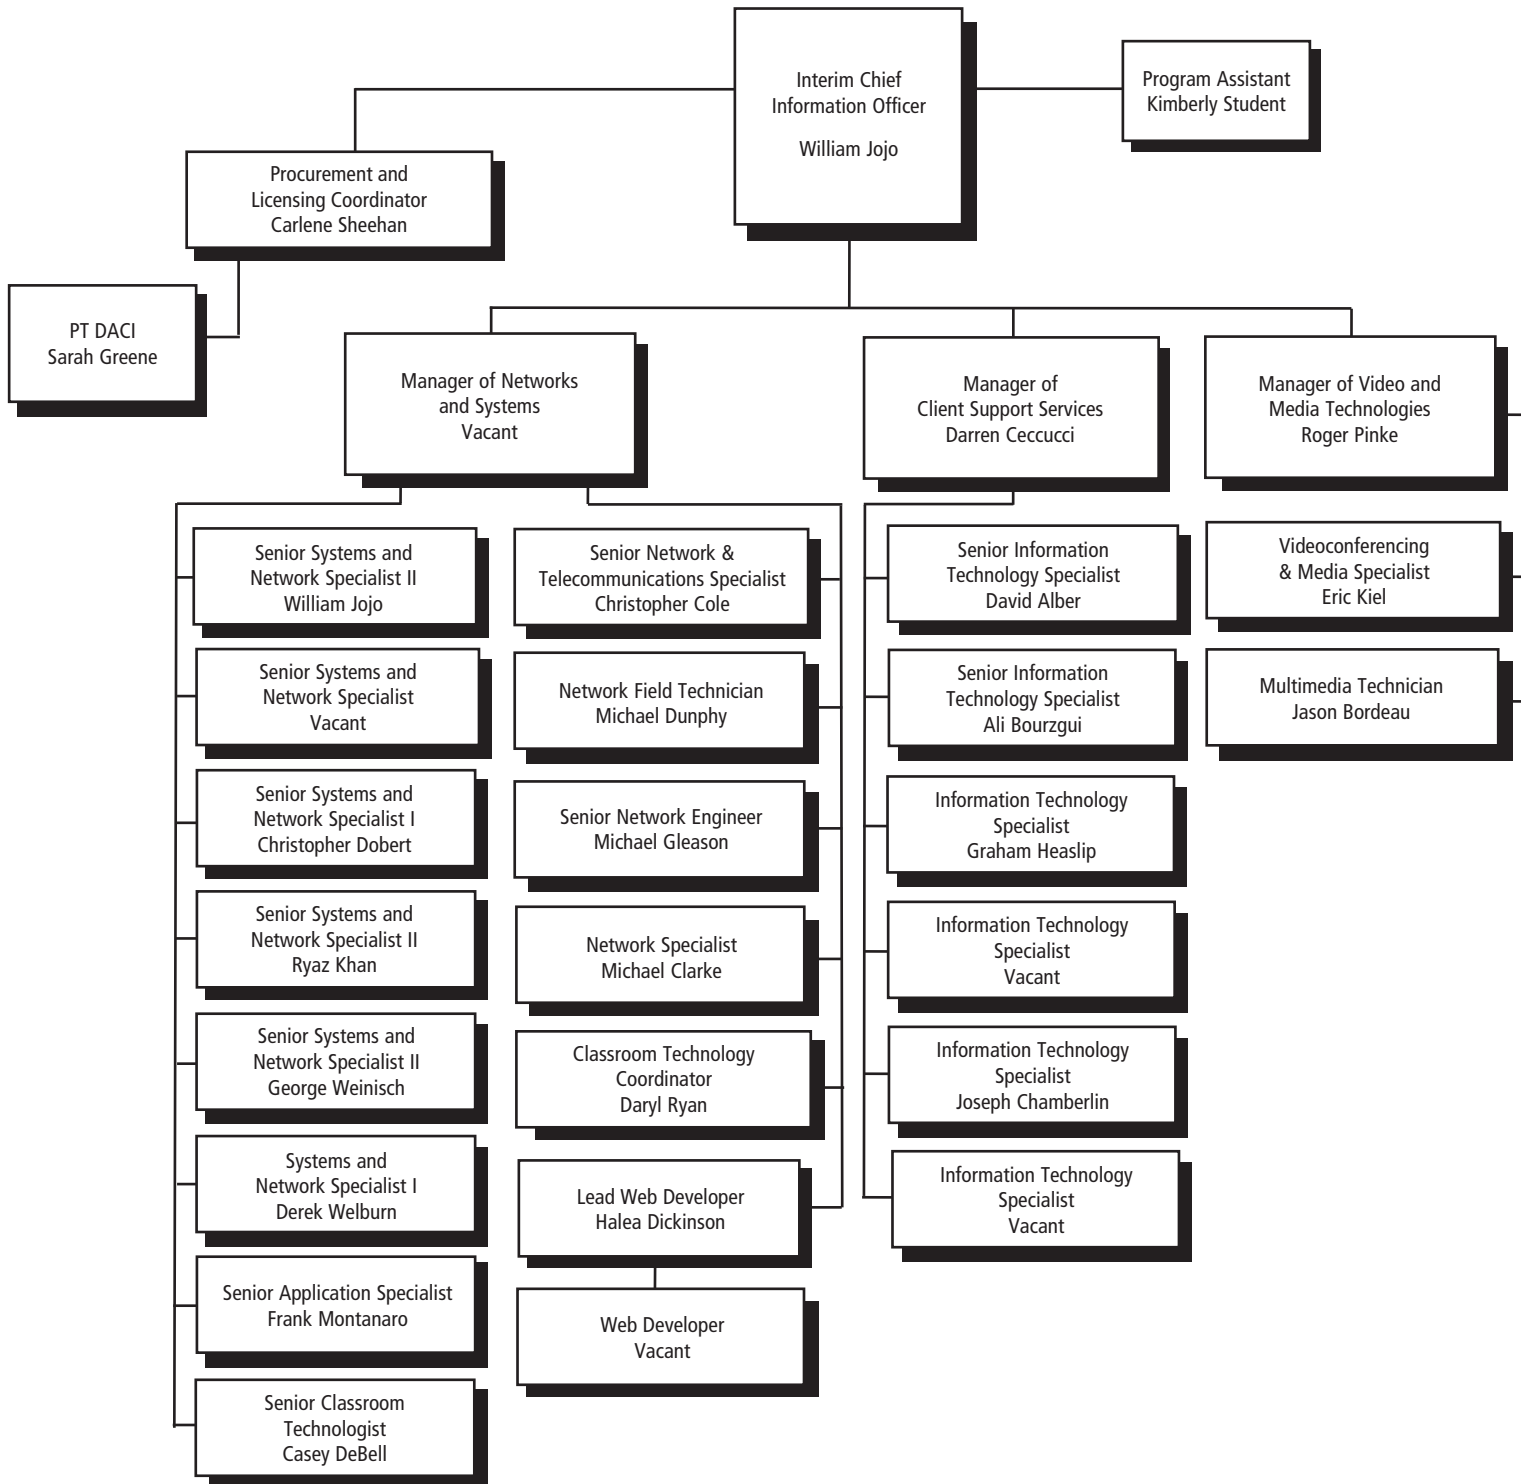 Interim Chief
Information Officer
William Jojo
Program Assistant
Kimberly Student
Procurement and
Licensing Coordinator
Carlene Sheehan
PT DACI
Sarah Greene
Manager of Networks
and Systems
Vacant
Manager of
Client Support Services
Darren Ceccucci
Manager of Video and
Media Technologies
Roger Pinke
Senior Systems and
Network Specialist II
William Jojo
Senior Systems and
Network Specialist
Vacant
Senior Systems and
Network Specialist I
Christopher Dobert
Senior Systems and
Network Specialist II
Ryaz Khan
Senior Systems and
Network Specialist II
George Weinisch
Systems and
Network Specialist I
Derek Welburn
Senior Application Specialist
Frank Montanaro
Senior Classroom
Technologist
Casey DeBell
Senior Network &
Telecommunications Specialist
Christopher Cole
Network Field Technician
Michael Dunphy
Senior Network Engineer
Michael Gleason
Network Specialist
Michael Clarke
Classroom Technology
Coordinator
Daryl Ryan
Lead Web Developer
Halea Dickinson
Web Developer
Vacant
Senior Information
Technology Specialist
David Alber
Senior Information
Technology Specialist
Ali Bourzgui
Information Technology
Specialist
Graham Heaslip
Information Technology
Specialist
Vacant
Information Technology
Specialist
Joseph Chamberlin
Information Technology
Specialist
Vacant
Videoconferencing
& Media Specialist
Eric Kiel
Multimedia Technician
Jason Bordeau